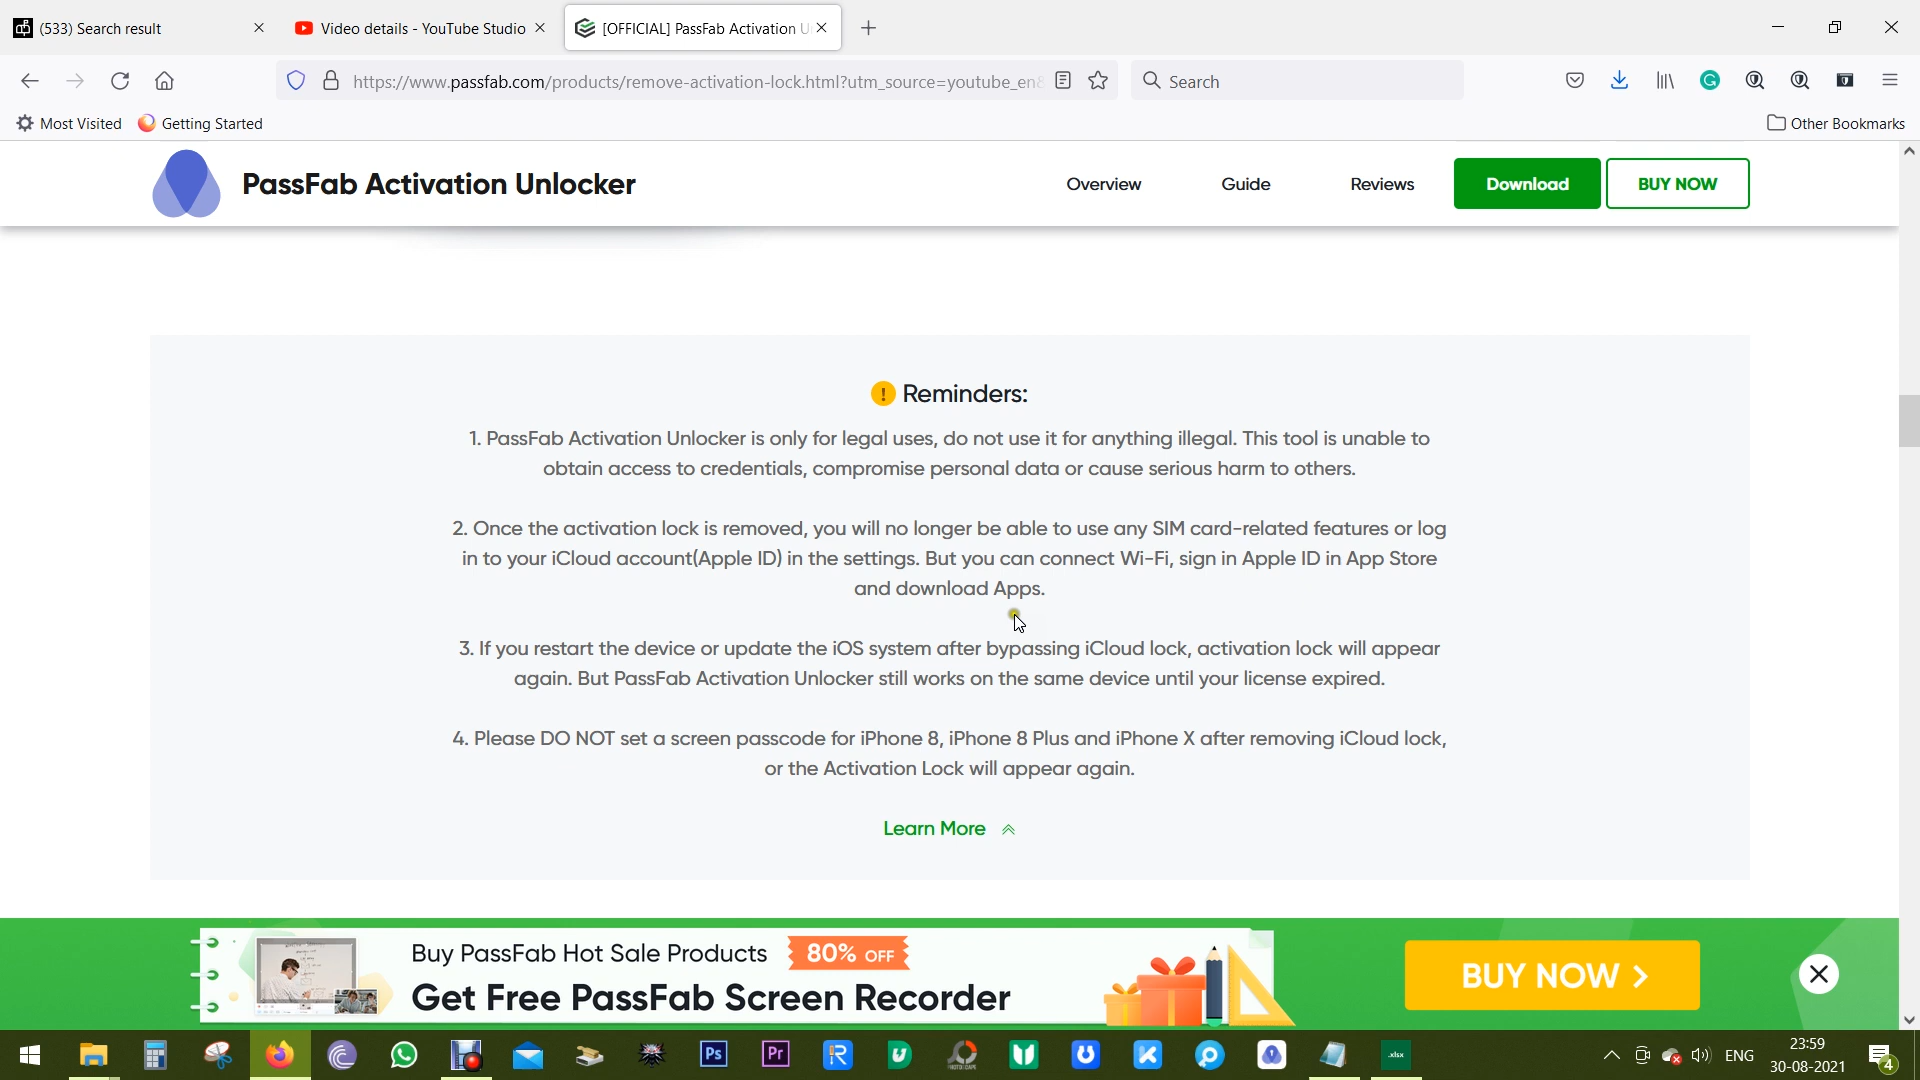 (533) Search result
Video details - YouTube Studio
[OFFICIAL] PassFab Activation U
https://www.passfab.com/products/remove-activation-lock.html?utm_source=youtube_en&
Search
Most Visited
Getting Started
Other Bookmarks
PassFab Activation Unlocker
Overview
Guide
Reviews
Download
BUY NOW
! Reminders:
1. PassFab Activation Unlocker is only for legal uses, do not use it for anything illegal. This tool is unable to
obtain access to credentials, compromise personal data or cause serious harm to others.
2. Once the activation lock is removed, you will no longer be able to use any SIM card-related features or log
in to your iCloud account(Apple ID) in the settings. But you can connect Wi-Fi, sign in Apple ID in App Store
and download Apps.
3. If you restart the device or update the iOS system after bypassing iCloud lock, activation lock will appear
again. But PassFab Activation Unlocker still works on the same device until your license expired.
4. Please DO NOT set a screen passcode for iPhone 8, iPhone 8 Plus and iPhone X after removing iCloud lock,
or the Activation Lock will appear again.
Learn More
Buy PassFab Hot Sale Products
80% OFF
Get Free PassFab Screen Recorder
BUY NOW >
Ps
Pr
.xlsx
ENG
23:59
30-08-2021
4